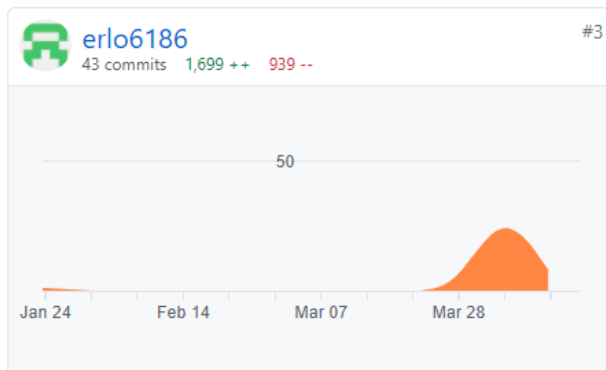 erlo6186
#3
43 commits 1,699 ++ 939 --
50
Jan 24 Feb 14 Mar 07 Mar 28